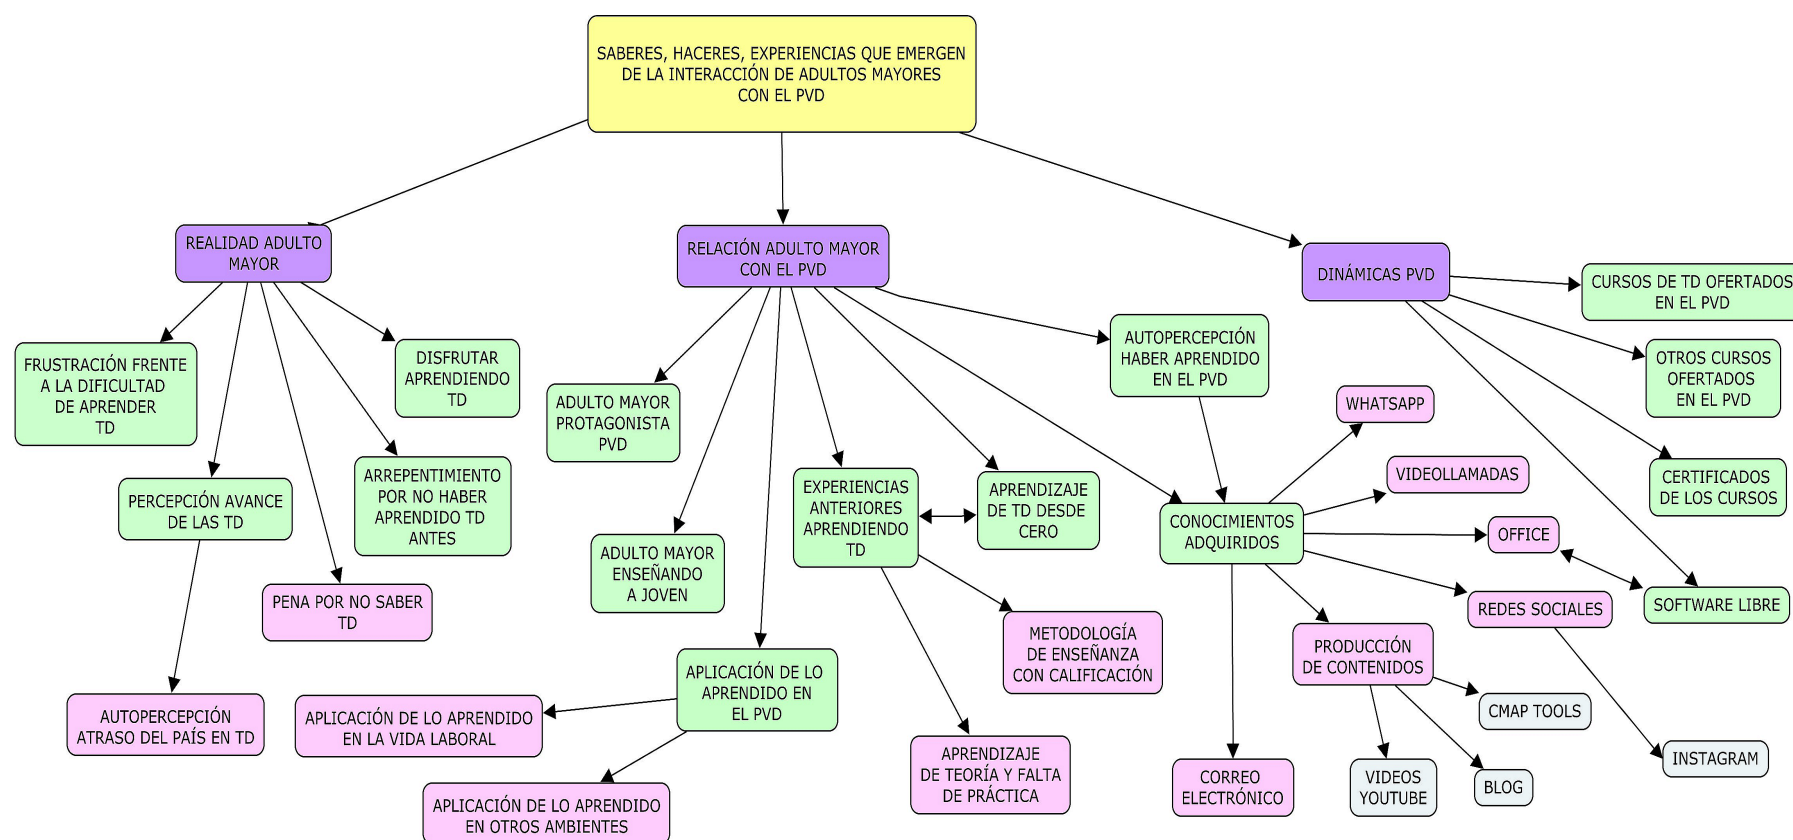 SABERES, HACERES, EXPERIENCIAS QUE EMERGEN
DE LA INTERACCIÓN DE ADULTOS MAYORES
CON EL PVD
REALIDAD ADULTO
MAYOR
RELACIÓN ADULTO MAYOR
CON EL PVD
DINÁMICAS PVD
FRUSTRACIÓN FRENTE
A LA DIFICULTAD
DE APRENDER
TD
PERCEPCIÓN AVANCE
DE LAS TD
AUTOPERCEPCIÓN
ATRASO DEL PAÍS EN TD
PENA POR NO SABER
TD
ARREPENTIMIENTO
POR NO HABER
APRENDIDO TD
ANTES
DISFRUTAR
APRENDIENDO
TD
ADULTO MAYOR
PROTAGONISTA
PVD
ADULTO MAYOR
ENSEÑANDO
A JOVEN
APLICACIÓN DE LO
APRENDIDO EN
EL PVD
APLICACIÓN DE LO APRENDIDO
EN LA VIDA LABORAL
APLICACIÓN DE LO APRENDIDO
EN OTROS AMBIENTES
EXPERIENCIAS
ANTERIORES
APRENDIENDO
TD
APRENDIZAJE
DE TD DESDE
CERO
METODOLOGÍA
DE ENSEÑANZA
CON CALIFICACIÓN
APRENDIZAJE
DE TEORÍA Y FALTA
DE PRÁCTICA
AUTOPERCEPCIÓN
HABER APRENDIDO
EN EL PVD
CONOCIMIENTOS
ADQUIRIDOS
WHATSAPP
VIDEOLLAMADAS
OFFICE
REDES SOCIALES
INSTAGRAM
PRODUCCIÓN
DE CONTENIDOS
CMAP TOOLS
BLOG
VIDEOS
YOUTUBE
CORREO
ELECTRÓNICO
CURSOS DE TD OFERTADOS
EN EL PVD
OTROS CURSOS
OFERTADOS
EN EL PVD
CERTIFICADOS
DE LOS CURSOS
SOFTWARE LIBRE